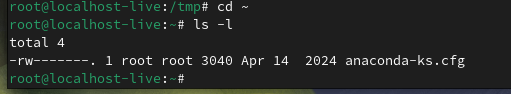 root@localhost-live:/tmp# cd ~
root@localhost-live:~# ls -l
total 4
-rw-------. 1 root root 3040 Apr 14  2024 anaconda-ks.cfg
root@localhost-live:~#